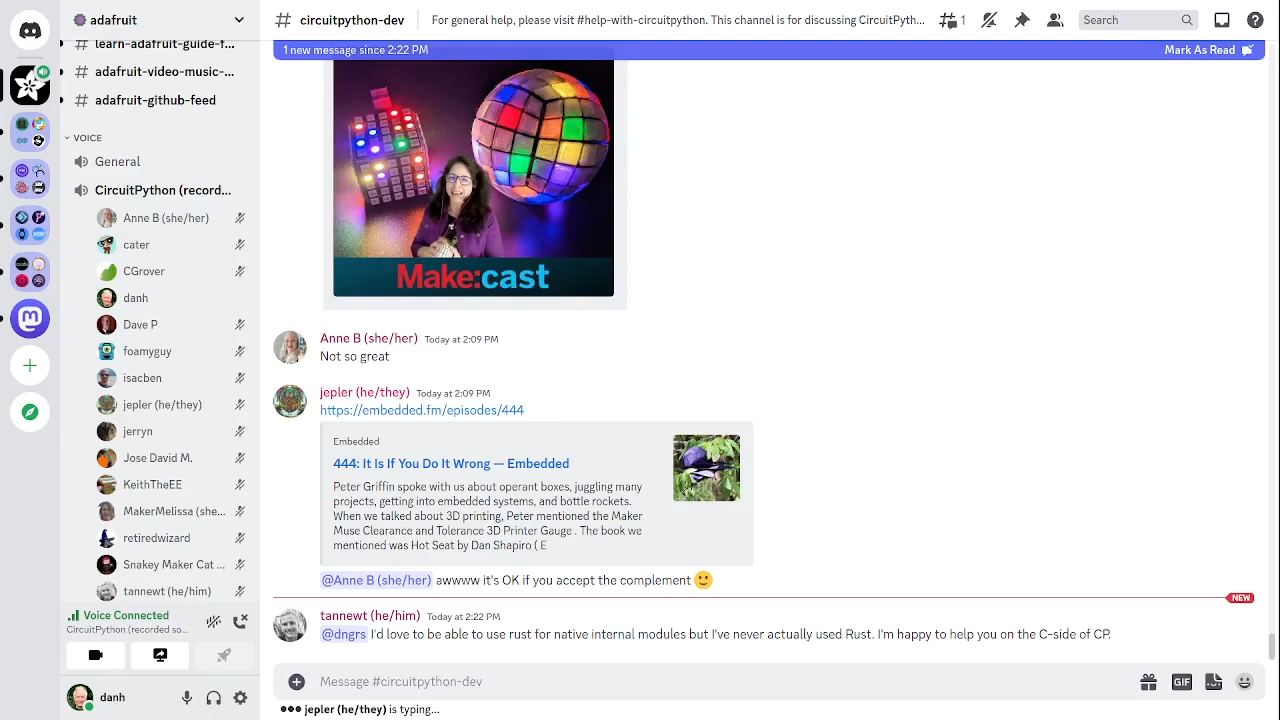 adafruit
# circuitpython-dev
For general help, please visit #help-with-circuitpython. This channel is for discussing CircuitPyth...
1
Search
# learn-adafruit-guide-f...
# adafruit-video-music-...
# adafruit-github-feed
VOICE
General
CircuitPython (record...
Anne B (she/her)
cater
CGrover
danh
Dave P
foamyguy
isacben
jepler (he/they)
jerryn
Jose David M.
KeithTheEE
MakerMelissa (she...
retiredwizard
Snakey Maker Cat ...
tannewt (he/him)
Voice Connected
CircuitPython (recorded so...
danh
1 new message since 2:22 PM
Mark As Read
Make:cast
Anne B (she/her) Today at 2:09 PM
Not so great
jepler (he/they) Today at 2:09 PM
https://embedded.fm/episodes/444
Embedded
444: It Is If You Do It Wrong — Embedded
Peter Griffin spoke with us about operant boxes, juggling many
projects, getting into embedded systems, and bottle rockets.
When we talked about 3D printing, Peter mentioned the Maker
Muse Clearance and Tolerance 3D Printer Gauge . The book we
mentioned was Hot Seat by Dan Shapiro ( E
@Anne B (she/her) awwww it's OK if you accept the complement 🙂
NEW
tannewt (he/him) Today at 2:22 PM
@dngrs I'd love to be able to use rust for native internal modules but I've never actually used Rust. I'm happy to help you on the C-side of CP.
Message #circuitpython-dev
GIF
jepler (he/they) is typing...